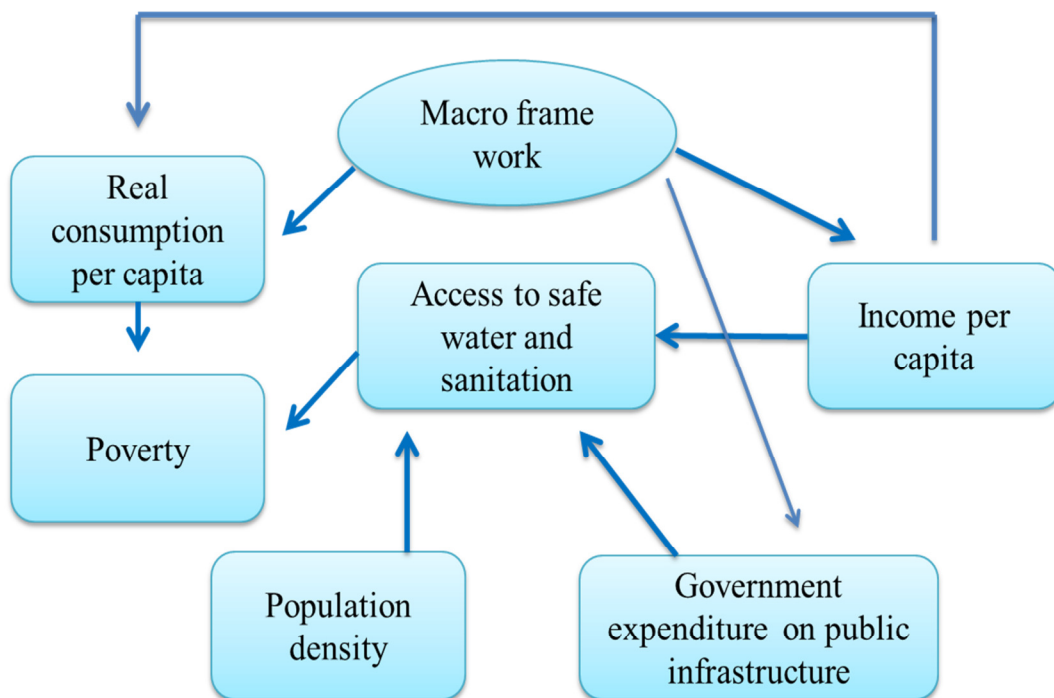 Macro frame
work
Real
consumption
per capita
Access to safe
water and
sanitation
Income per
capita
Poverty
Population
density
Government
expenditure on public
infrastructure